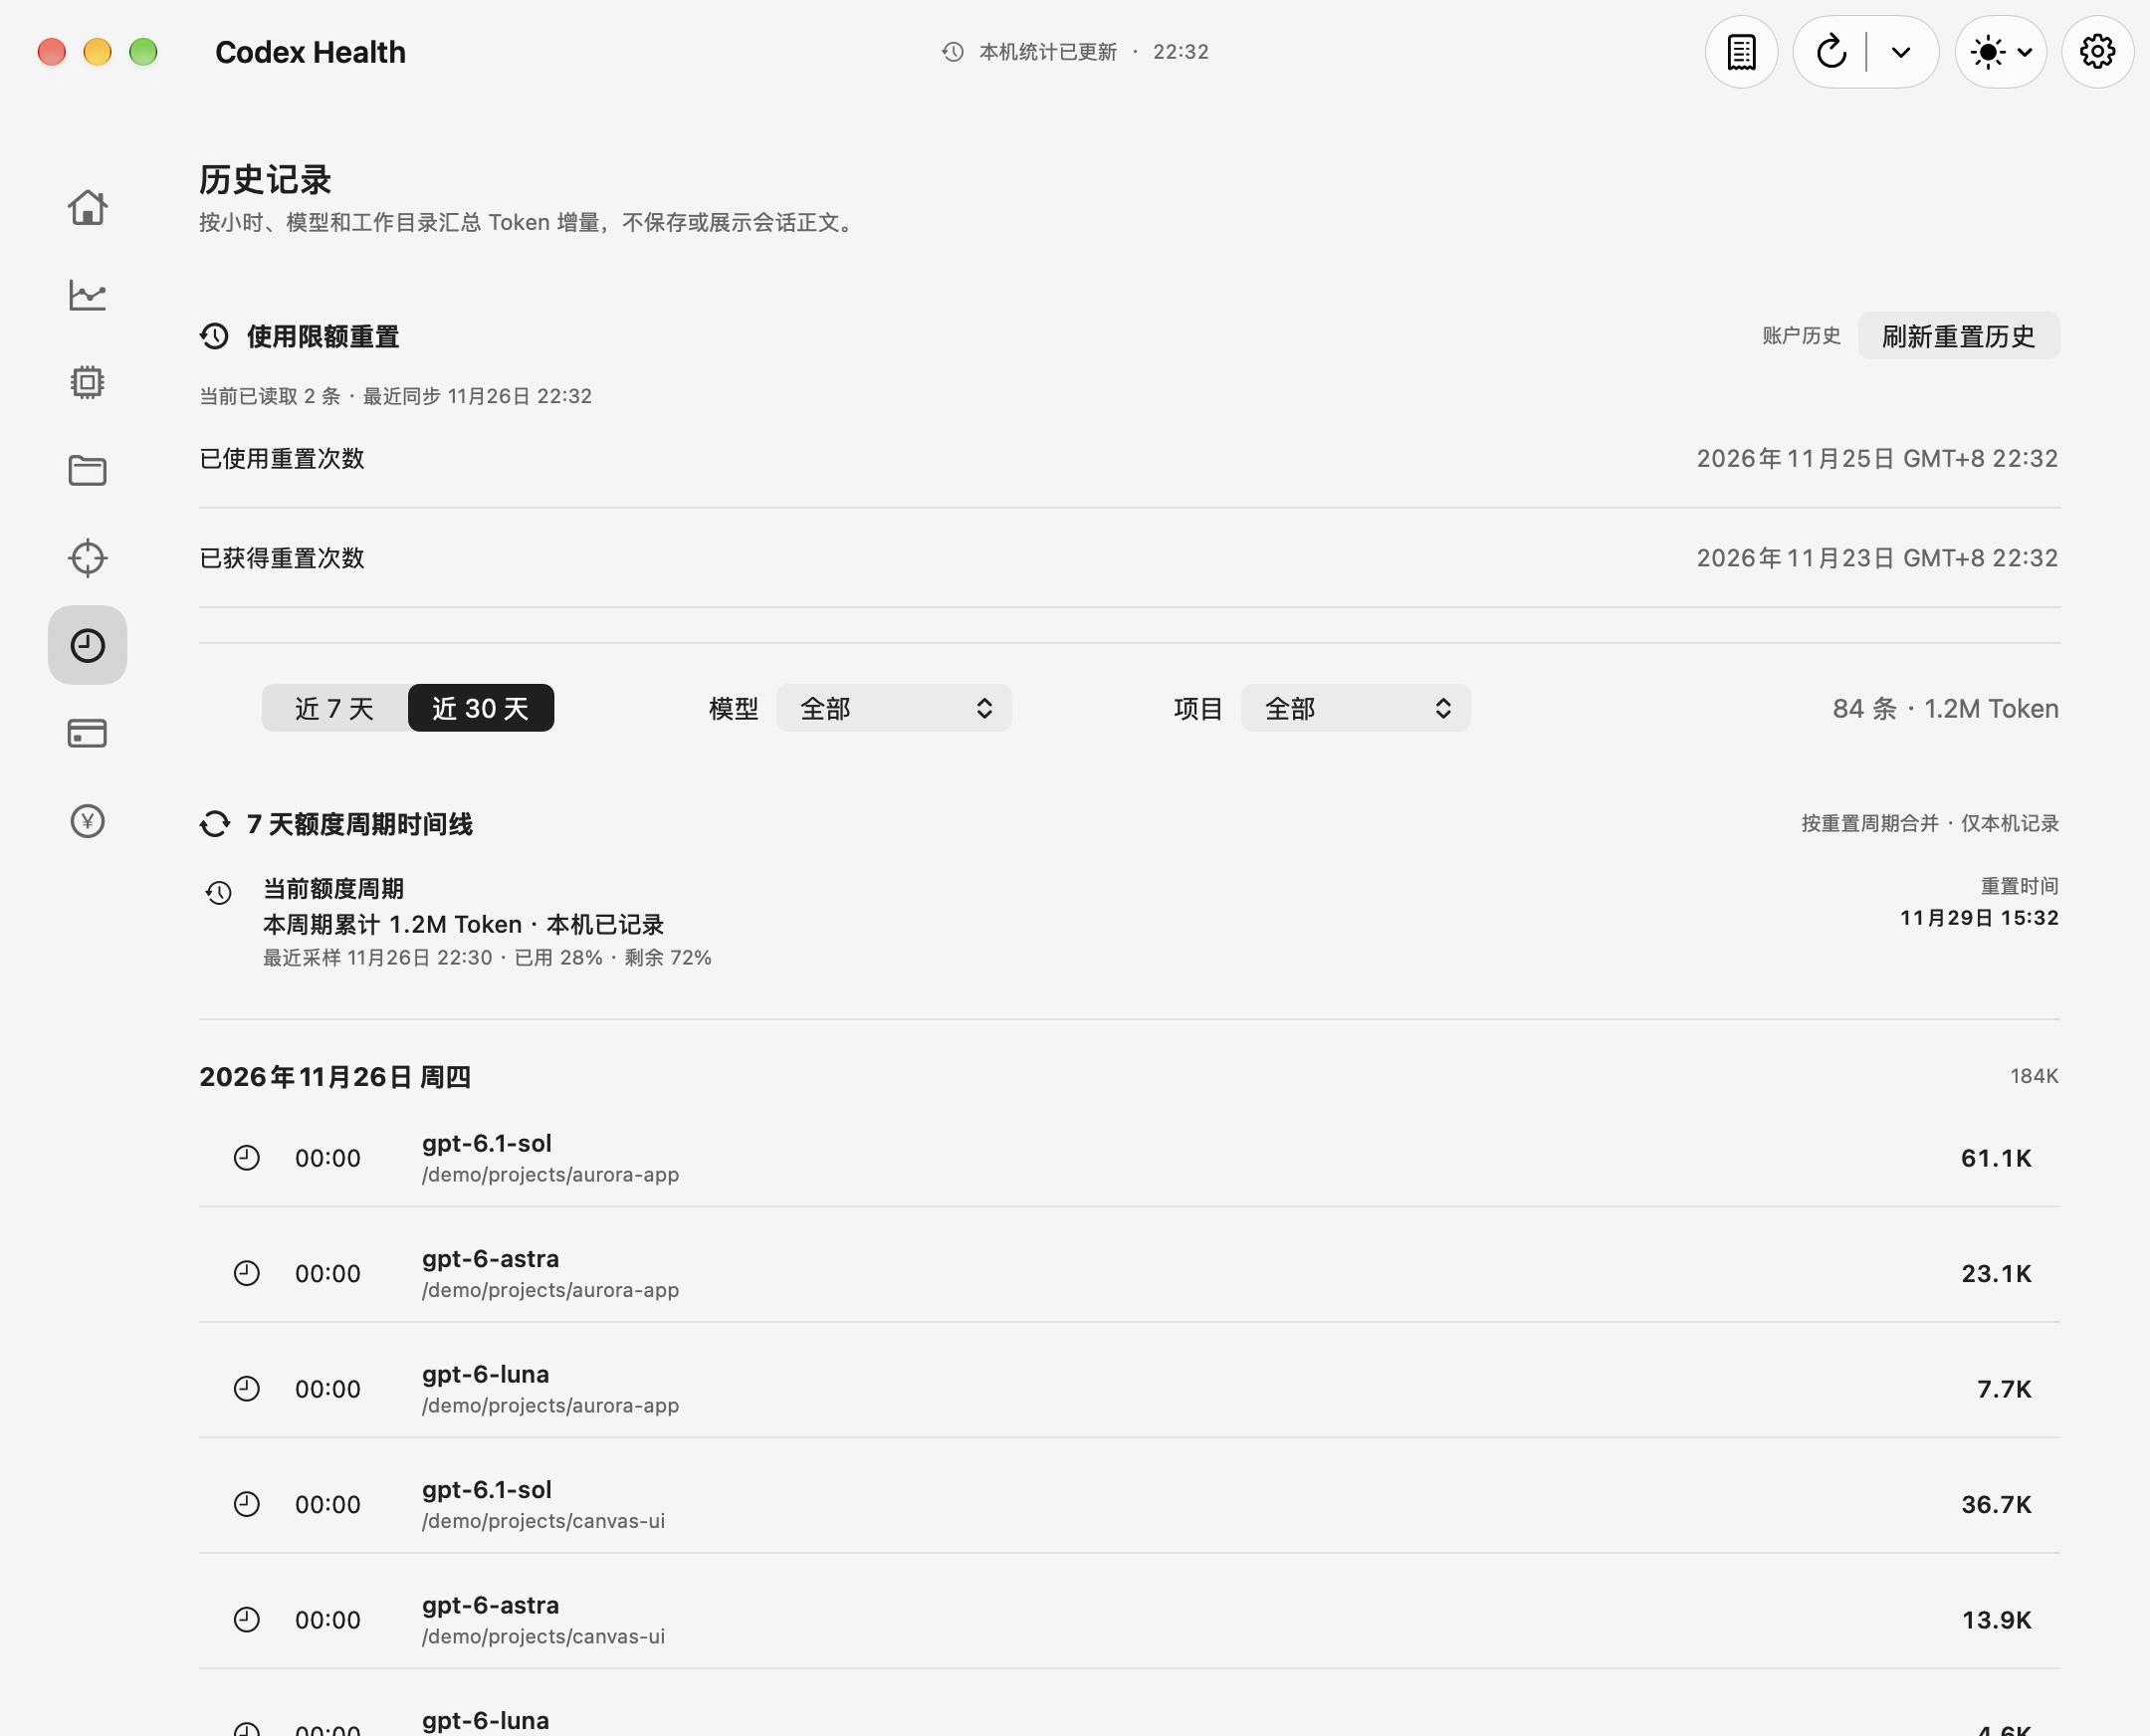 Codex Health
本机统计已更新 · 22:32
历史记录
按小时、模型和工作目录汇总 Token 增量，不保存或展示会话正文。
使用限额重置
账户历史
刷新重置历史
当前已读取 2 条 · 最近同步 11月26日 22:32
已使用重置次数
2026年11月25日 GMT+8 22:32
已获得重置次数
2026年11月23日 GMT+8 22:32
近 7 天
近 30 天
模型
全部
项目
全部
84 条 · 1.2M Token
7 天额度周期时间线
按重置周期合并 · 仅本机记录
当前额度周期
重置时间
本周期累计 1.2M Token · 本机已记录
11月29日 15:32
最近采样 11月26日 22:30 · 已用 28% · 剩余 72%
2026年11月26日 周四
184K
00:00
gpt-6.1-sol
/demo/projects/aurora-app
61.1K
00:00
gpt-6-astra
/demo/projects/aurora-app
23.1K
00:00
gpt-6-luna
/demo/projects/aurora-app
7.7K
00:00
gpt-6.1-sol
/demo/projects/canvas-ui
36.7K
00:00
gpt-6-astra
/demo/projects/canvas-ui
13.9K
00:00
gpt-6-luna
4.6K